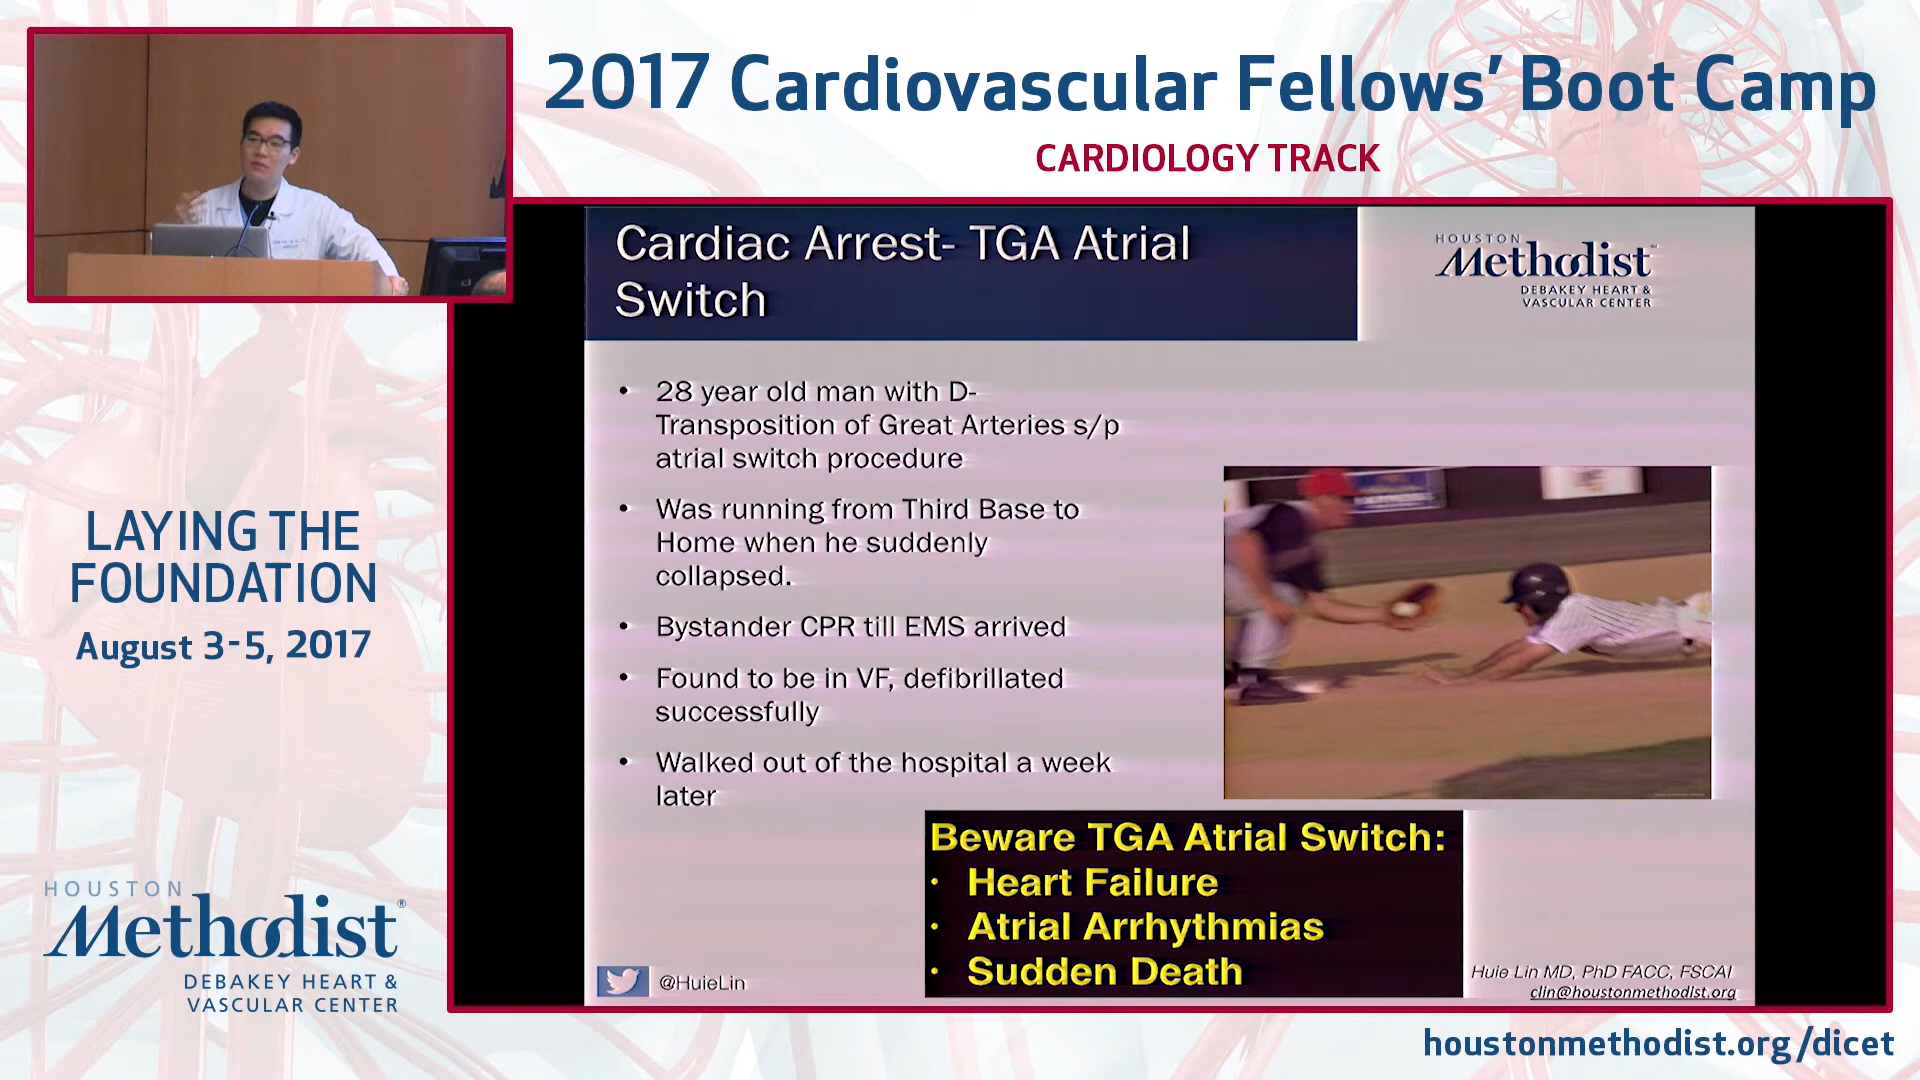 2017 Cardiovascular Fellows’ Boot Camp
CARDIOLOGY TRACK
Cardiac Arrest- TGA Atrial
Switch
HOUSTON
Methodist
DEBAKEY HEART &
VASCULAR CENTER
• 28 year old man with D-
Transposition of Great Arteries s/p
atrial switch procedure
• Was running from Third Base to
Home when he suddenly
collapsed.
• Bystander CPR till EMS arrived
• Found to be in VF, defibrillated
successfully
• Walked out of the hospital a week
later
Beware TGA Atrial Switch:
• Heart Failure
• Atrial Arrhythmias
• Sudden Death
@HuieLin
Huie Lin MD, PhD FACC, FSCAI
clin@houstonmethodist.org
LAYING THE
FOUNDATION
August 3-5, 2017
HOUSTON
Methodist®
DEBAKEY HEART &
VASCULAR CENTER
houstonmethodist.org/dicet